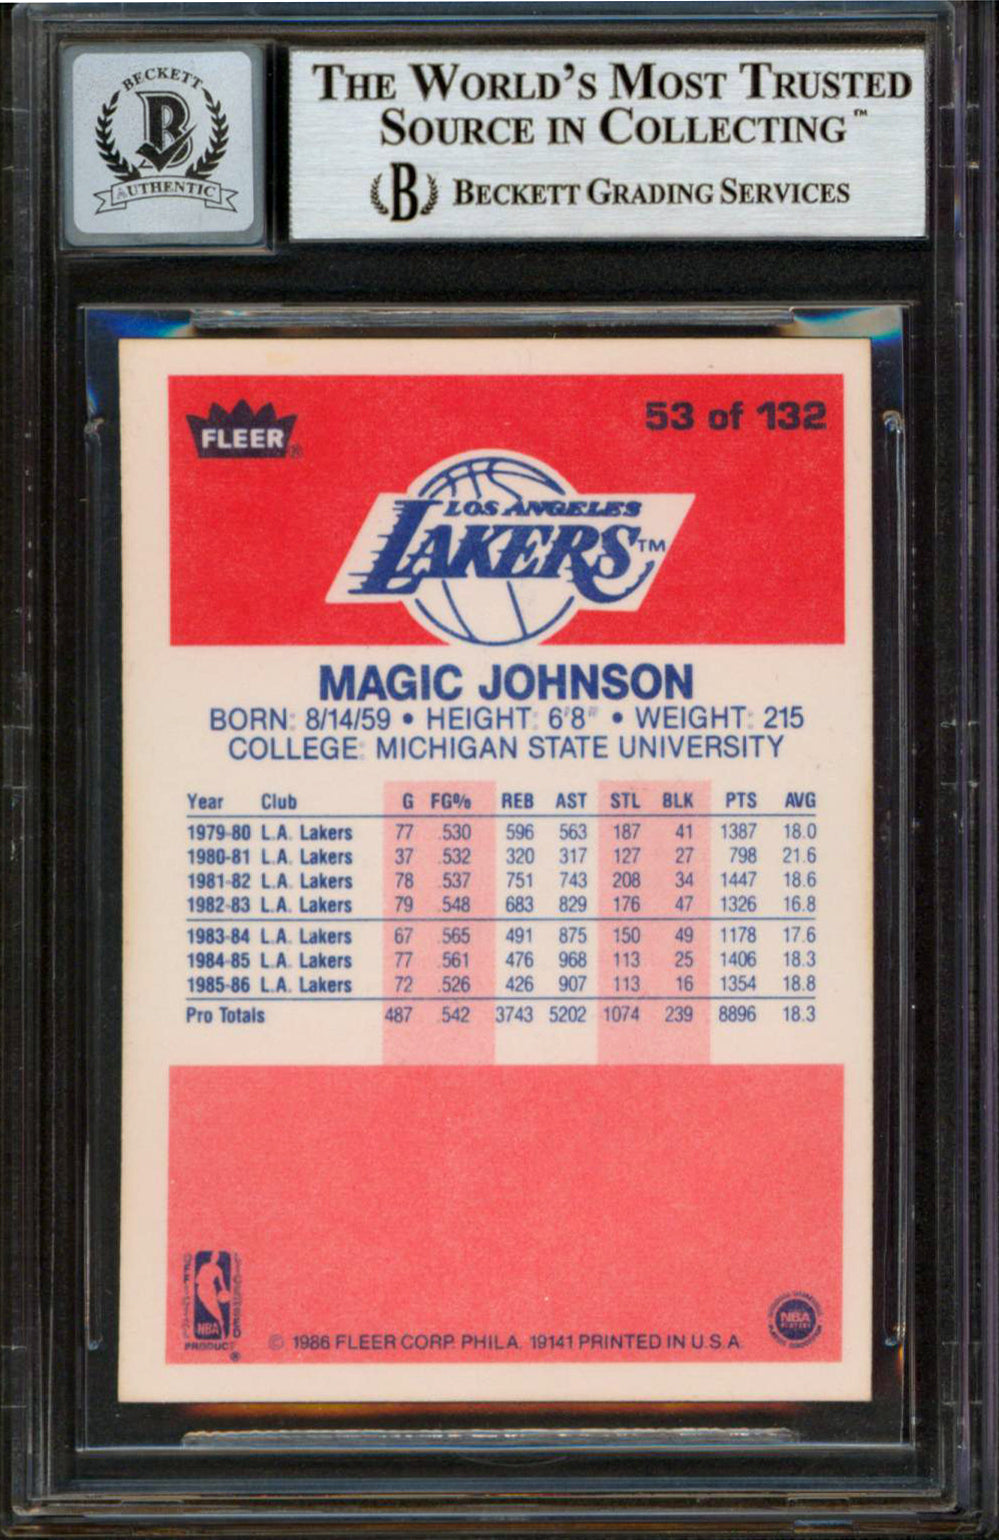 BECKETT
B
AUTHENTIC
THE WORLD'S MOST TRUSTED
SOURCE IN COLLECTING™
B BECKETT GRADING SERVICES
FLEER®
53 of 132
LOS ANGELES
LAKERS™
MAGIC JOHNSON
BORN: 8/14/59 • HEIGHT: 6'8" • WEIGHT: 215
COLLEGE: MICHIGAN STATE UNIVERSITY
Year Club G FG% REB AST STL BLK PTS AVG
1979-80 L.A. Lakers 77 .530 596 563 187 41 1387 18.0
1980-81 L.A. Lakers 37 .532 320 317 127 27 798 21.6
1981-82 L.A. Lakers 78 .537 751 743 208 34 1447 18.6
1982-83 L.A. Lakers 79 .548 683 829 176 47 1326 16.8
1983-84 L.A. Lakers 67 .565 491 875 150 49 1178 17.6
1984-85 L.A. Lakers 77 .561 476 968 113 25 1406 18.3
1985-86 L.A. Lakers 72 .526 426 907 113 16 1354 18.8
Pro Totals 487 .542 3743 5202 1074 239 8896 18.3
NBA
PRODUCT®
© 1986 FLEER CORP. PHILA. 19141 PRINTED IN U.S.A.
NBA
PLAYERS